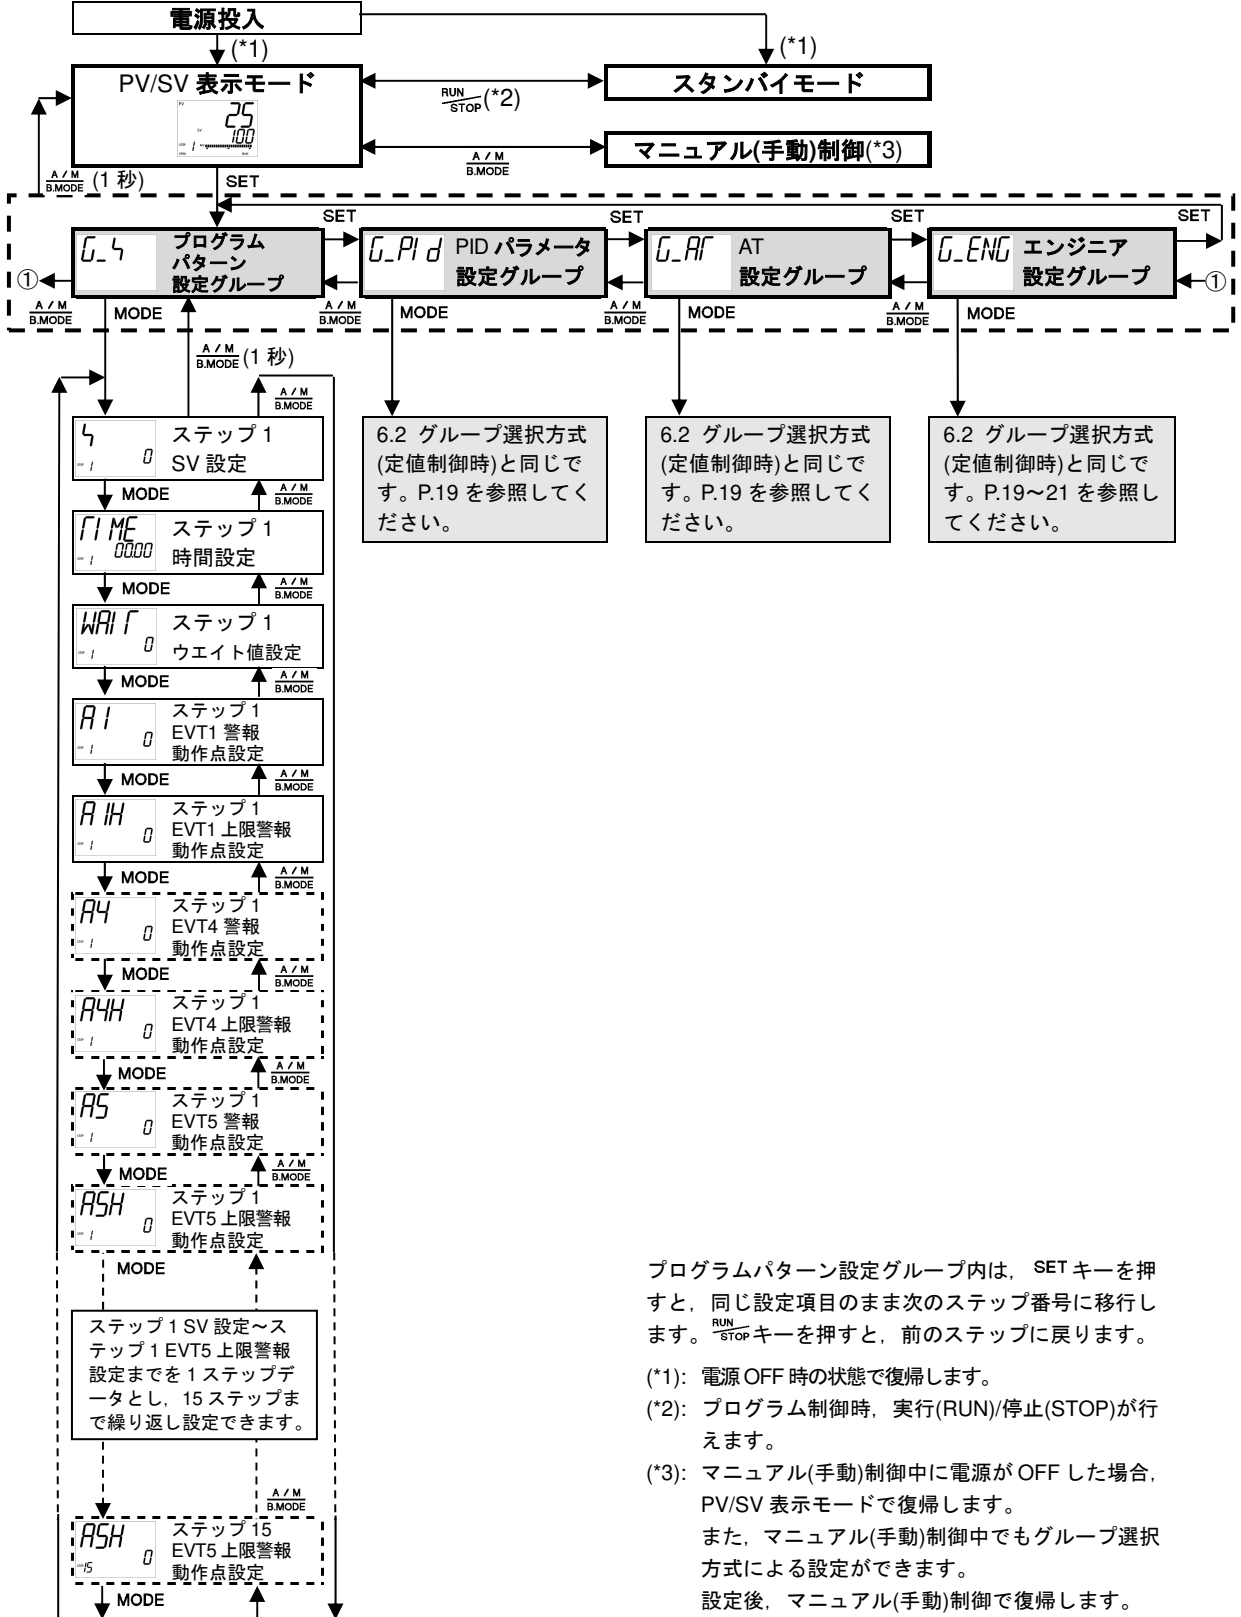 電源投入
(*1)
(*1)
PV/SV 表示モード
PV
25
SV
100
1
RUN
STOP
(*2)
スタンバイモード
A / M
B.MODE
マニュアル(手動)制御(*3)
A / M
B.MODE
(1 秒)
SET
SET
SET
SET
SET
プログラム
パターン
設定グループ
G_PId
PID パラメータ
設定グループ
G_AT
AT
設定グループ
G_ENG
エンジニア
設定グループ
①
①
A / M
B.MODE
MODE
A / M
B.MODE
MODE
A / M
B.MODE
MODE
A / M
B.MODE
MODE
A / M
B.MODE
(1 秒)
A / M
B.MODE
6.2 グループ選択方式
(定値制御時)と同じで
す。P.19 を参照してく
ださい。
6.2 グループ選択方式
(定値制御時)と同じで
す。P.19 を参照してく
ださい。
6.2 グループ選択方式
(定値制御時)と同じで
す。P.19～21 を参照し
てください。
0
1
ステップ 1
SV 設定
MODE
A / M
B.MODE
TIME
00.00
1
ステップ 1
時間設定
MODE
A / M
B.MODE
WAIT
0
1
ステップ 1
ウエイト値設定
MODE
A / M
B.MODE
A1
0
1
ステップ 1
EVT1 警報
動作点設定
MODE
A / M
B.MODE
A1H
0
1
ステップ 1
EVT1 上限警報
動作点設定
MODE
A / M
B.MODE
A4
0
1
ステップ 1
EVT4 警報
動作点設定
MODE
A / M
B.MODE
A4H
0
1
ステップ 1
EVT4 上限警報
動作点設定
MODE
A / M
B.MODE
A5
0
1
ステップ 1
EVT5 警報
動作点設定
MODE
A / M
B.MODE
A5H
0
1
ステップ 1
EVT5 上限警報
動作点設定
MODE
ステップ 1 SV 設定～ス
テップ 1 EVT5 上限警報
設定までを 1 ステップデ
ータとし，15 ステップま
で繰り返し設定できます。
A / M
B.MODE
A5H
0
15
ステップ 15
EVT5 上限警報
動作点設定
MODE
プログラムパターン設定グループ内は， SET キーを押
すと，同じ設定項目のまま次のステップ番号に移行し
ます。RUN/STOP キーを押すと，前のステップに戻ります。
(*1): 電源 OFF 時の状態で復帰します。
(*2): プログラム制御時，実行(RUN)/停止(STOP)が行
えます。
(*3): マニュアル(手動)制御中に電源が OFF した場合，
PV/SV 表示モードで復帰します。
また，マニュアル(手動)制御中でもグループ選択
方式による設定ができます。
設定後，マニュアル(手動)制御で復帰します。